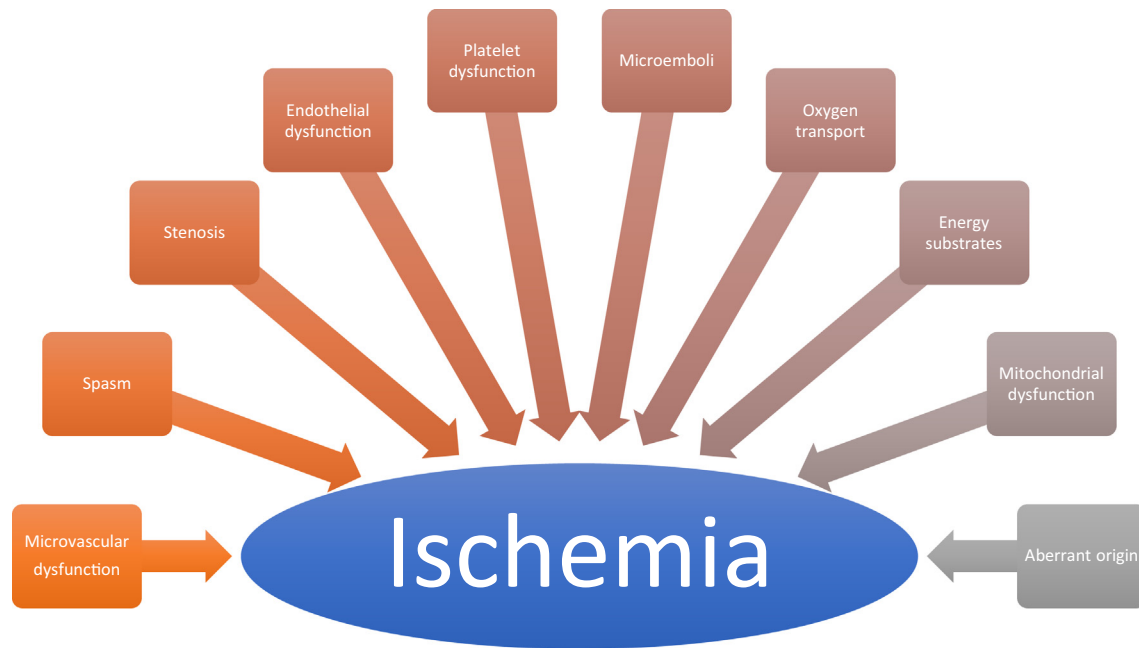 Platelet
dysfunction
Microemboli
Endothelial
dysfunction
Oxygen
transport
Stenosis
Energy
substrates
Spasm
Mitochondrial
dysfunction
Microvascular
dysfunction
Ischemia
Aberrant origin